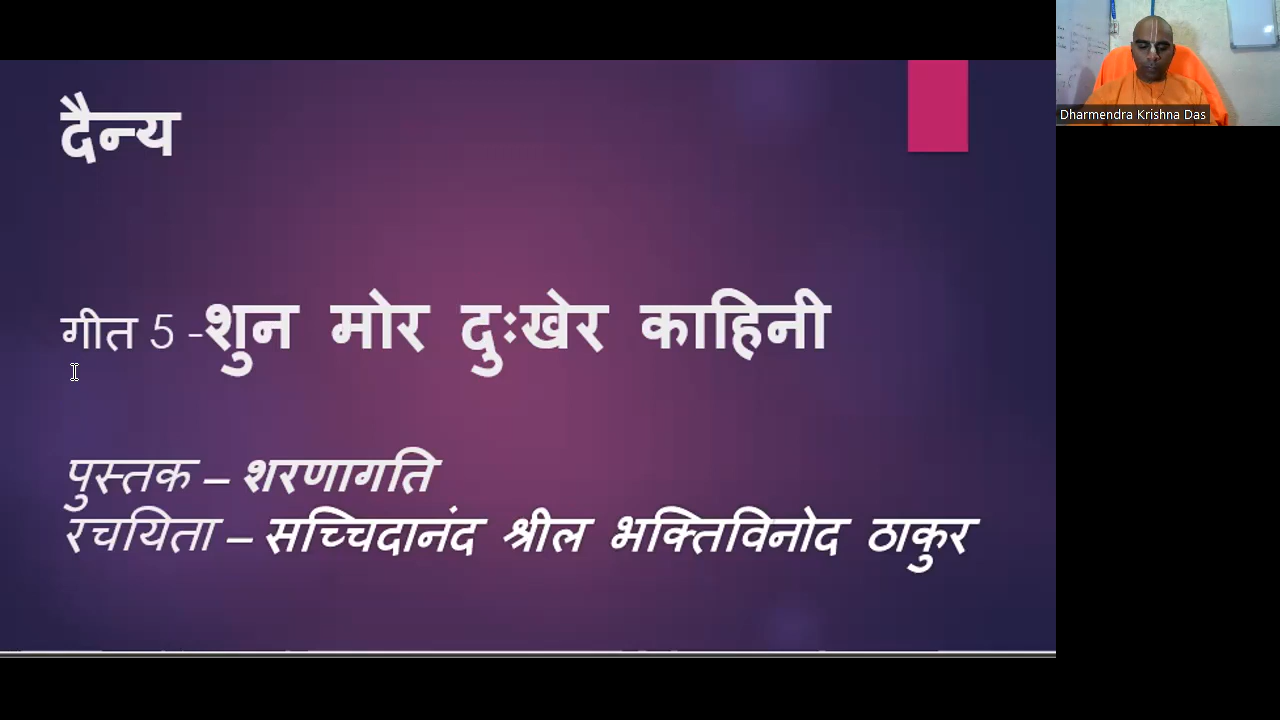 दैन्य
गीत 5 -शुन मोर दुःखेर काहिनी
पुस्तक – शरणागति
रचयिता – सच्चिदानंद श्रील भक्तिविनोद ठाकुर
Dharmendra Krishna Das